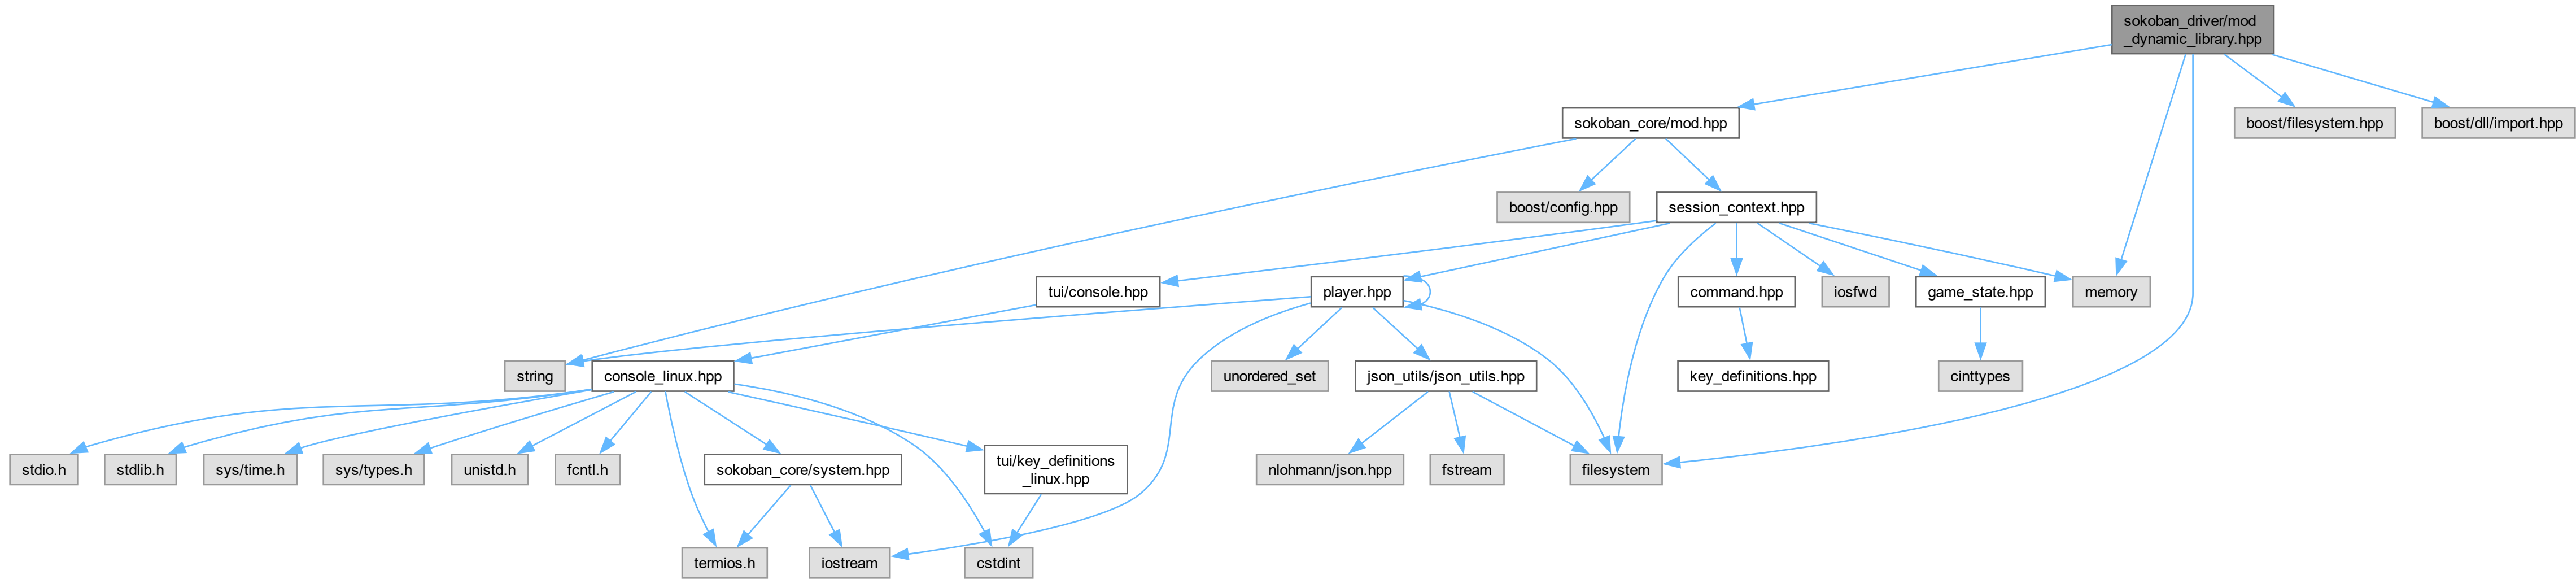 sokoban_driver/mod
_dynamic_library.hpp
sokoban_core/mod.hpp
boost/filesystem.hpp
boost/dll/import.hpp
boost/config.hpp
session_context.hpp
tui/console.hpp
player.hpp
command.hpp
iosfwd
game_state.hpp
memory
string
console_linux.hpp
unordered_set
json_utils/json_utils.hpp
key_definitions.hpp
cinttypes
stdio.h
stdlib.h
sys/time.h
sys/types.h
unistd.h
fcntl.h
sokoban_core/system.hpp
tui/key_definitions
_linux.hpp
nlohmann/json.hpp
fstream
filesystem
termios.h
iostream
cstdint